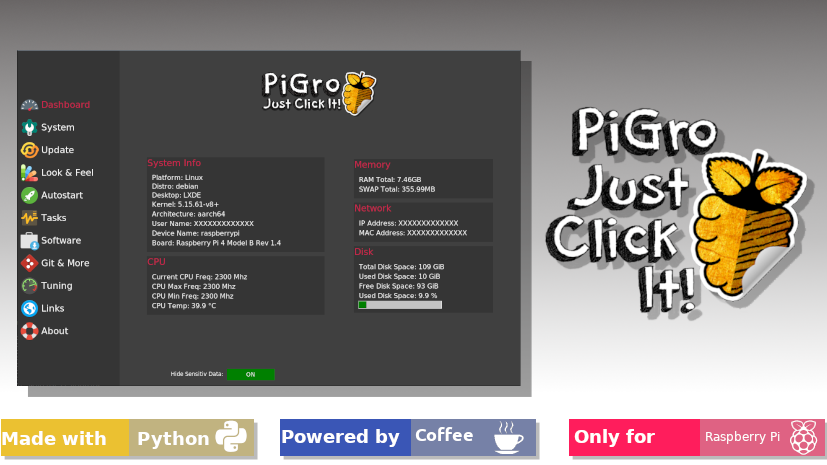 PiGro
Just Click It!
Dashboard
System
Update
Look & Feel
Autostart
Tasks
Software
Git & More
Tuning
Links
About
System Info
Platform: Linux
Distro: debian
Desktop: LXDE
Kernel: 5.15.61-v8+
Architecture: aarch64
User Name: XXXXXXXXXXXXX
Device Name: raspberrypi
Board: Raspberry Pi 4 Model B Rev 1.4
CPU
Current CPU Freq: 2300 Mhz
CPU Max Freq: 2300 Mhz
CPU Min Freq: 2300 Mhz
CPU Temp: 39.9 °C
Memory
RAM Total: 7.46GB
SWAP Total: 355.99MB
Network
IP Address: XXXXXXXXXXXXX
MAC Address: XXXXXXXXXXXXX
Disk
Total Disk Space: 109 GiB
Used Disk Space: 10 GiB
Free Disk Space: 93 GiB
Used Disk Space: 9.9 %
Hide Sensitiv Data: ON
PiGro
Just
Click
It!
Made with Python
Powered by Coffee
Only for Raspberry Pi